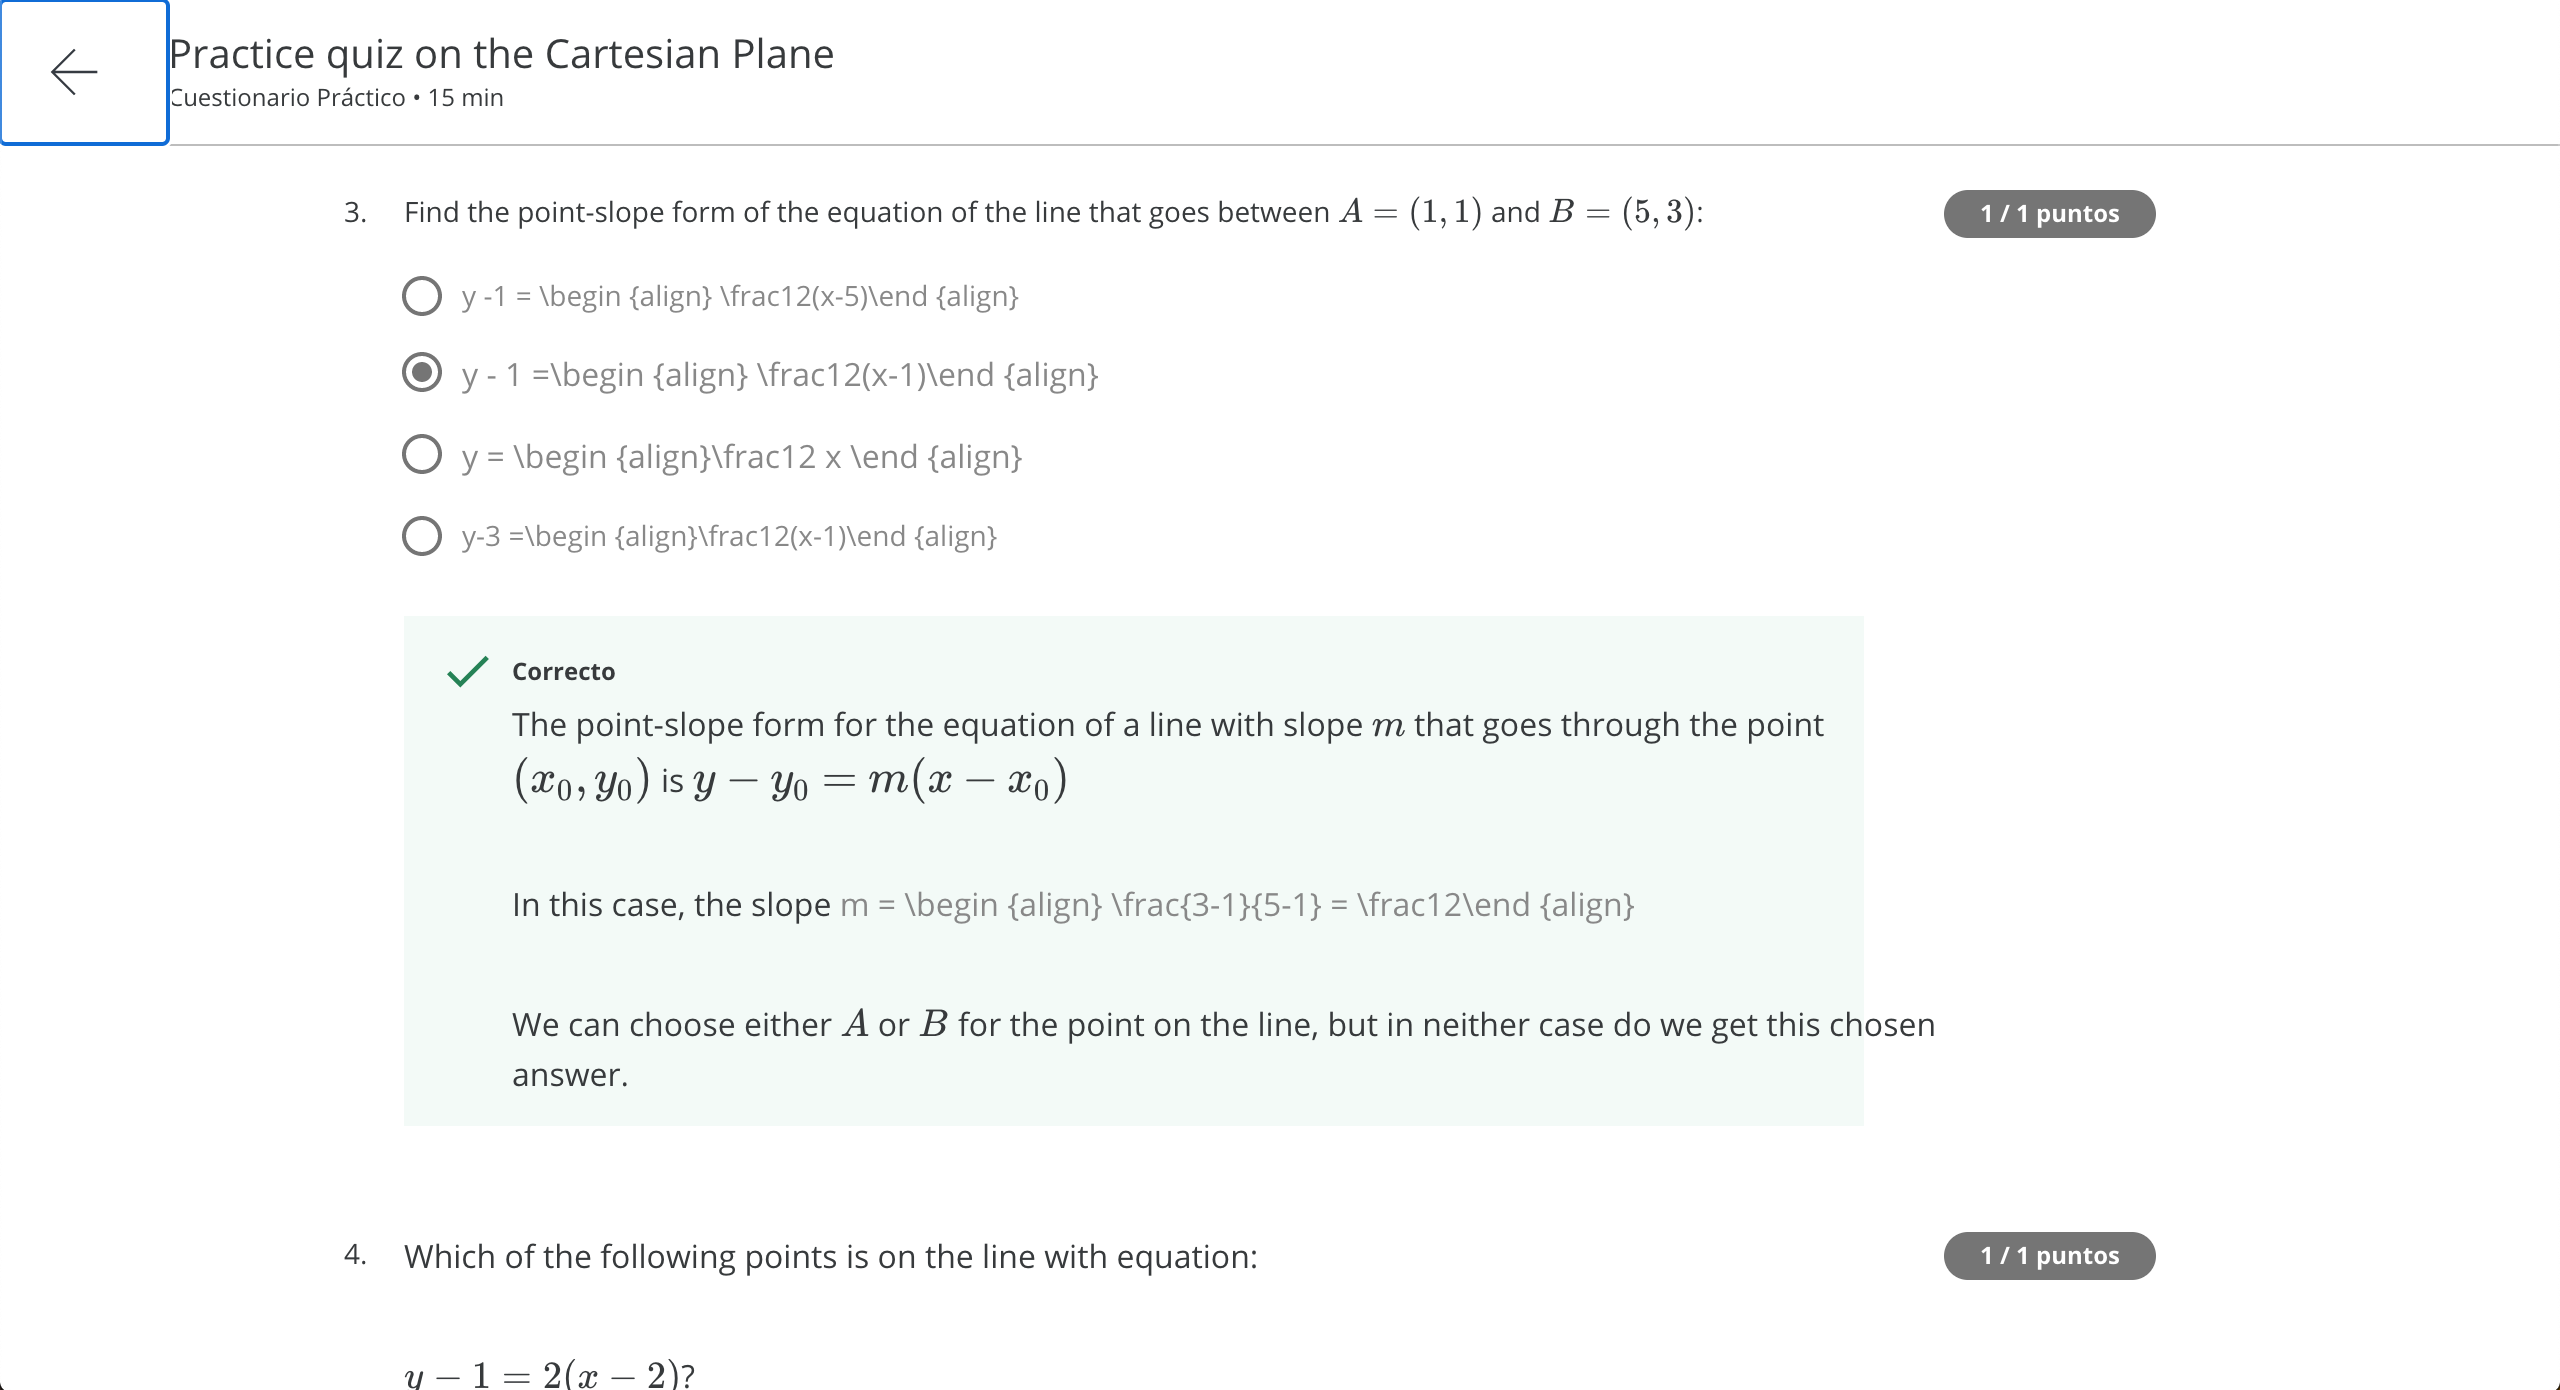 Practice quiz on the Cartesian Plane
Cuestionario Práctico • 15 min
3. Find the point-slope form of the equation of the line that goes between A = (1, 1) and B = (5, 3):
1 / 1 puntos
y -1 = \begin {align} \frac12(x-5)\end {align}
y - 1 =\begin {align} \frac12(x-1)\end {align}
y = \begin {align}\frac12 x \end {align}
y-3 =\begin {align}\frac12(x-1)\end {align}
Correcto
The point-slope form for the equation of a line with slope m that goes through the point
(x₀, y₀) is y − y₀ = m(x − x₀)
In this case, the slope m = \begin {align} \frac{3-1}{5-1} = \frac12\end {align}
We can choose either A or B for the point on the line, but in neither case do we get this chosen
answer.
4. Which of the following points is on the line with equation:
1 / 1 puntos
y − 1 = 2(x − 2)?